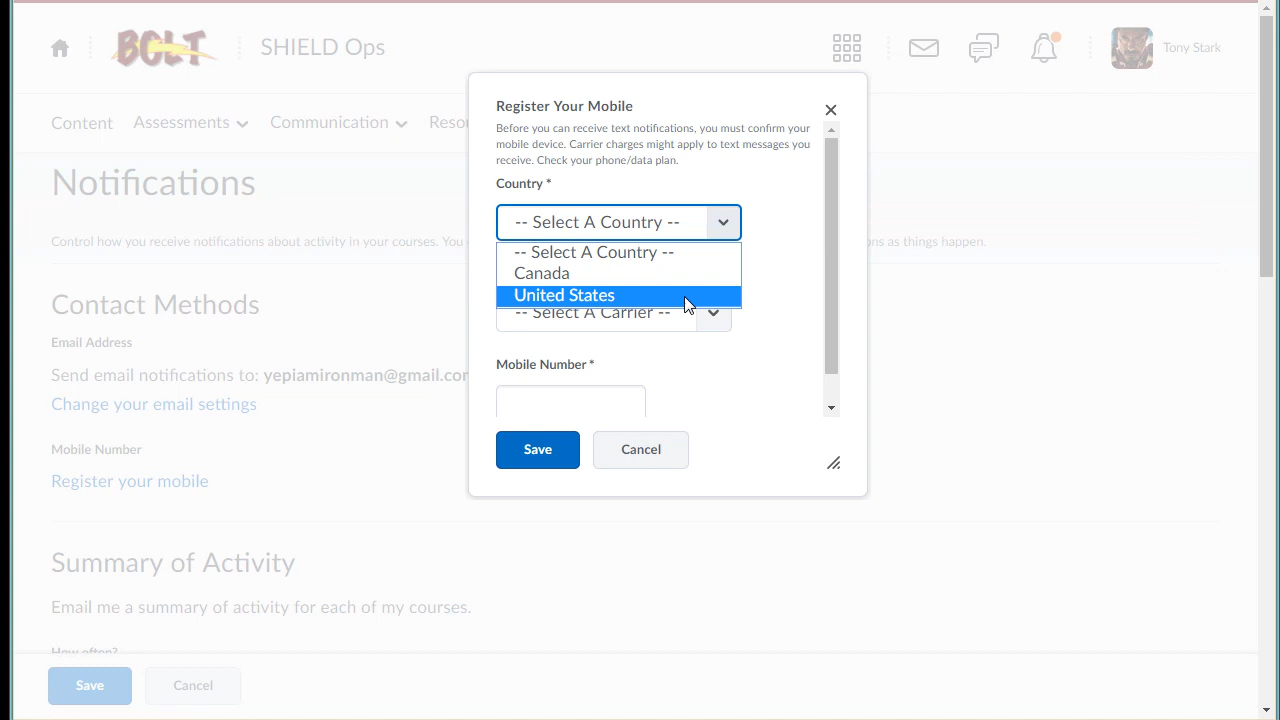 BOLT
SHIELD Ops
Tony Stark
Content
Assessments
Communication
Resou
Notifications
Control how you receive notifications about activity in your courses. You
ons as things happen.
Contact Methods
Email Address
Send email notifications to: yepiamironman@gmail.cor
Change your email settings
Mobile Number
Register your mobile
Summary of Activity
Email me a summary of activity for each of my courses.
How often?
Save
Cancel
Register Your Mobile
Before you can receive text notifications, you must confirm your
mobile device. Carrier charges might apply to text messages you
receive. Check your phone/data plan.
Country *
-- Select A Country --
-- Select A Country --
Canada
United States
-- Select A Carrier --
Mobile Number *
Save
Cancel